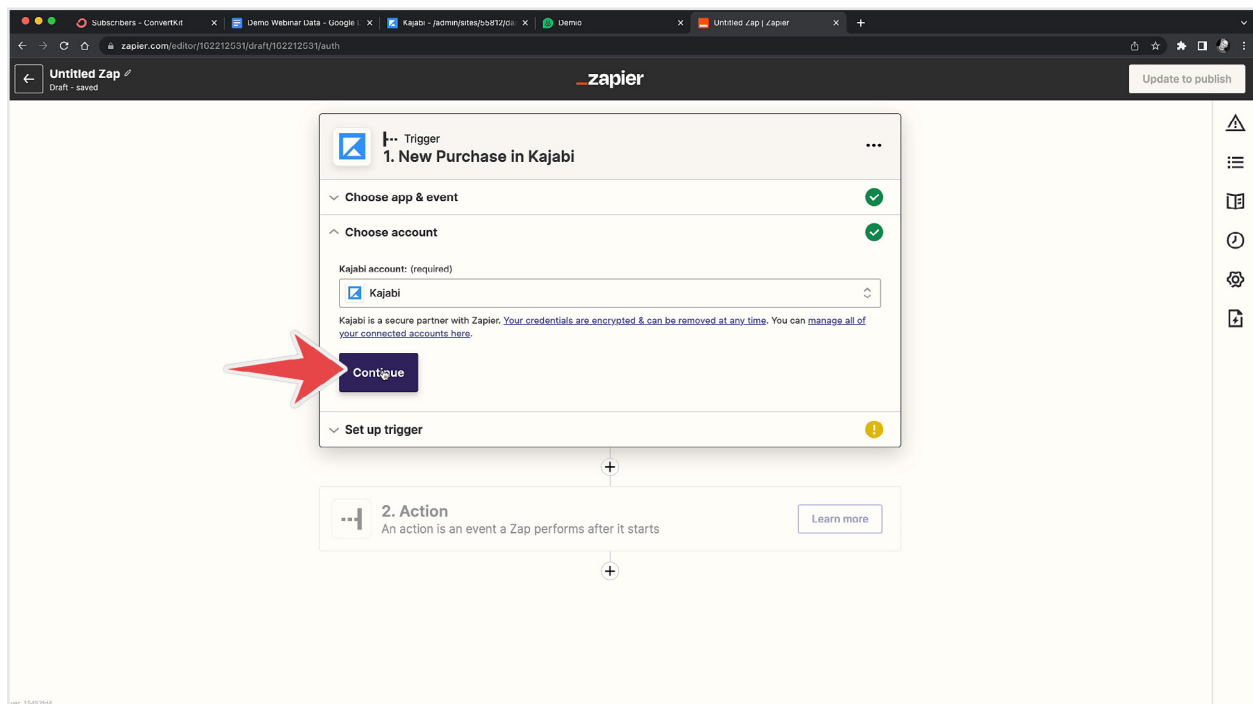 Subscribers - ConvertKit
Demo Webinar Data - Google
Kajabi - /admin/sites/55812/da
Demio
Untitled Zap | Zapier
zapier.com/editor/102212531/draft/102212531/auth
Untitled Zap
Draft - saved
_zapier
Update to publish
Trigger
1. New Purchase in Kajabi
Choose app & event
Choose account
Kajabi account: (required)
Kajabi
Kajabi is a secure partner with Zapier. Your credentials are encrypted & can be removed at any time. You can manage all of
your connected accounts here.
Continue
Set up trigger
2. Action
An action is an event a Zap performs after it starts
Learn more